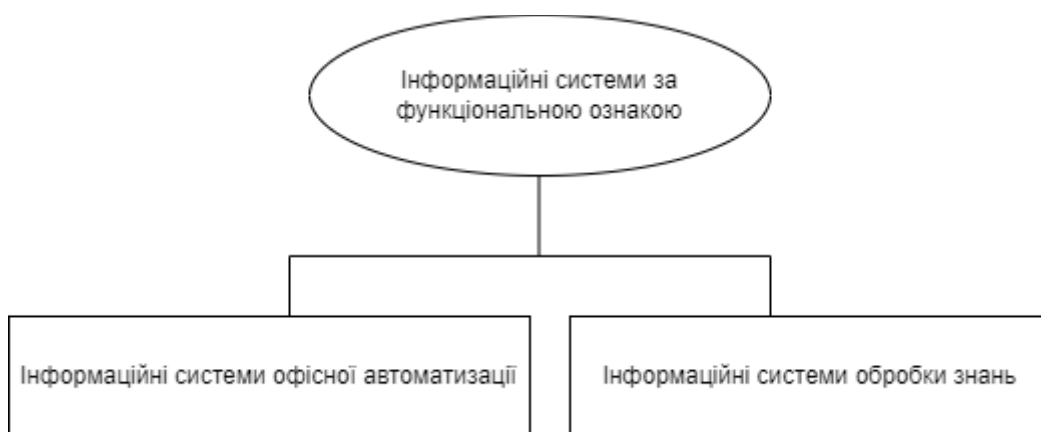 Інформаційні системи за
функціональною ознакою
Інформаційні системи офісної автоматизації
Інформаційні системи обробки знань